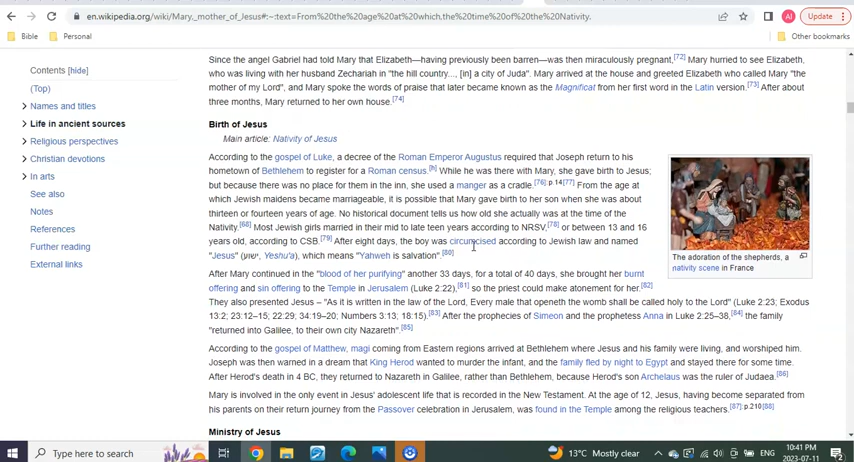 en.wikipedia.org/wiki/Mary,_mother_of_Jesus#:~:text=From%20the%20age%20at%20which,the%20time%20of%20the%20Nativity.
AI
Update
Bible
Personal
Other bookmarks
Contents [hide]
(Top)
Names and titles
Life in ancient sources
Religious perspectives
Christian devotions
In arts
See also
Notes
References
Further reading
External links
Since the angel Gabriel had told Mary that Elizabeth—having previously been barren—was then miraculously pregnant,[72] Mary hurried to see Elizabeth,
who was living with her husband Zechariah in "the hill country..., [in] a city of Juda". Mary arrived at the house and greeted Elizabeth who called Mary "the
mother of my Lord", and Mary spoke the words of praise that later became known as the Magnificat from her first word in the Latin version.[73] After about
three months, Mary returned to her own house.[74]
Birth of Jesus
Main article: Nativity of Jesus
According to the gospel of Luke, a decree of the Roman Emperor Augustus required that Joseph return to his
hometown of Bethlehem to register for a Roman census.[h] While he was there with Mary, she gave birth to Jesus;
but because there was no place for them in the inn, she used a manger as a cradle.[76]:p.14[77] From the age at
which Jewish maidens became marriageable, it is possible that Mary gave birth to her son when she was about
thirteen or fourteen years of age. No historical document tells us how old she actually was at the time of the
Nativity.[68] Most Jewish girls married in their mid to late teen years according to NRSV,[78] or between 13 and 16
years old, according to CSB.[79] After eight days, the boy was circumcised according to Jewish law and named
"Jesus" (ישוע, Yeshu'a), which means "Yahweh is salvation".[80]
The adoration of the shepherds, a
nativity scene in France
After Mary continued in the "blood of her purifying" another 33 days, for a total of 40 days, she brought her burnt
offering and sin offering to the Temple in Jerusalem (Luke 2:22),[81] so the priest could make atonement for her.[82]
They also presented Jesus – "As it is written in the law of the Lord, Every male that openeth the womb shall be called holy to the Lord" (Luke 2:23; Exodus
13:2; 23:12–15; 22:29; 34:19–20; Numbers 3:13; 18:15).[83] After the prophecies of Simeon and the prophetess Anna in Luke 2:25–38,[84] the family
"returned into Galilee, to their own city Nazareth".[85]
According to the gospel of Matthew, magi coming from Eastern regions arrived at Bethlehem where Jesus and his family were living, and worshiped him.
Joseph was then warned in a dream that King Herod wanted to murder the infant, and the family fled by night to Egypt and stayed there for some time.
After Herod's death in 4 BC, they returned to Nazareth in Galilee, rather than Bethlehem, because Herod's son Archelaus was the ruler of Judaea.[86]
Mary is involved in the only event in Jesus' adolescent life that is recorded in the New Testament. At the age of 12, Jesus, having become separated from
his parents on their return journey from the Passover celebration in Jerusalem, was found in the Temple among the religious teachers.[87]:p.210[88]
Ministry of Jesus
Type here to search
13°C Mostly clear
ENG
10:41 PM
2023-07-11
2